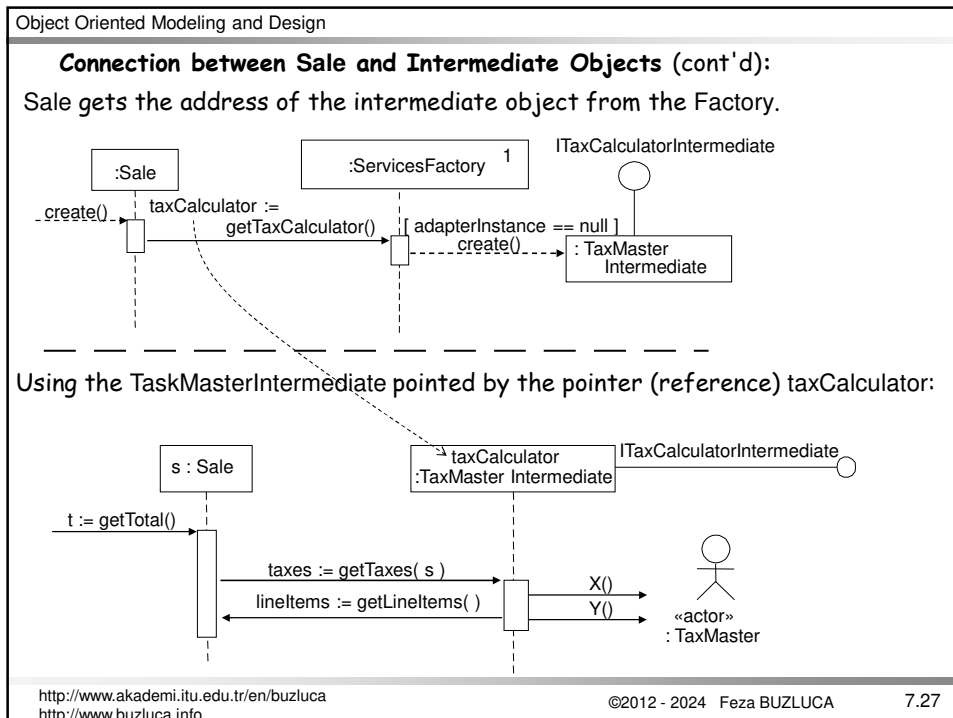 Object Oriented Modeling and Design
Connection between Sale and Intermediate Objects (cont'd):
Sale gets the address of the intermediate object from the Factory.
ITaxCalculatorIntermediate
:Sale
:ServicesFactory 1
create()
taxCalculator :=
getTaxCalculator()
[ adapterInstance == null ]
create()
: TaxMaster
Intermediate
Using the TaskMasterIntermediate pointed by the pointer (reference) taxCalculator:
s : Sale
taxCalculator
:TaxMaster Intermediate
ITaxCalculatorIntermediate
t := getTotal()
taxes := getTaxes( s )
lineItems := getLineItems( )
X()
Y()
«actor»
: TaxMaster
http://www.akademi.itu.edu.tr/en/buzluca
http://www.buzluca.info
©2012 - 2024 Feza BUZLUCA
7.27